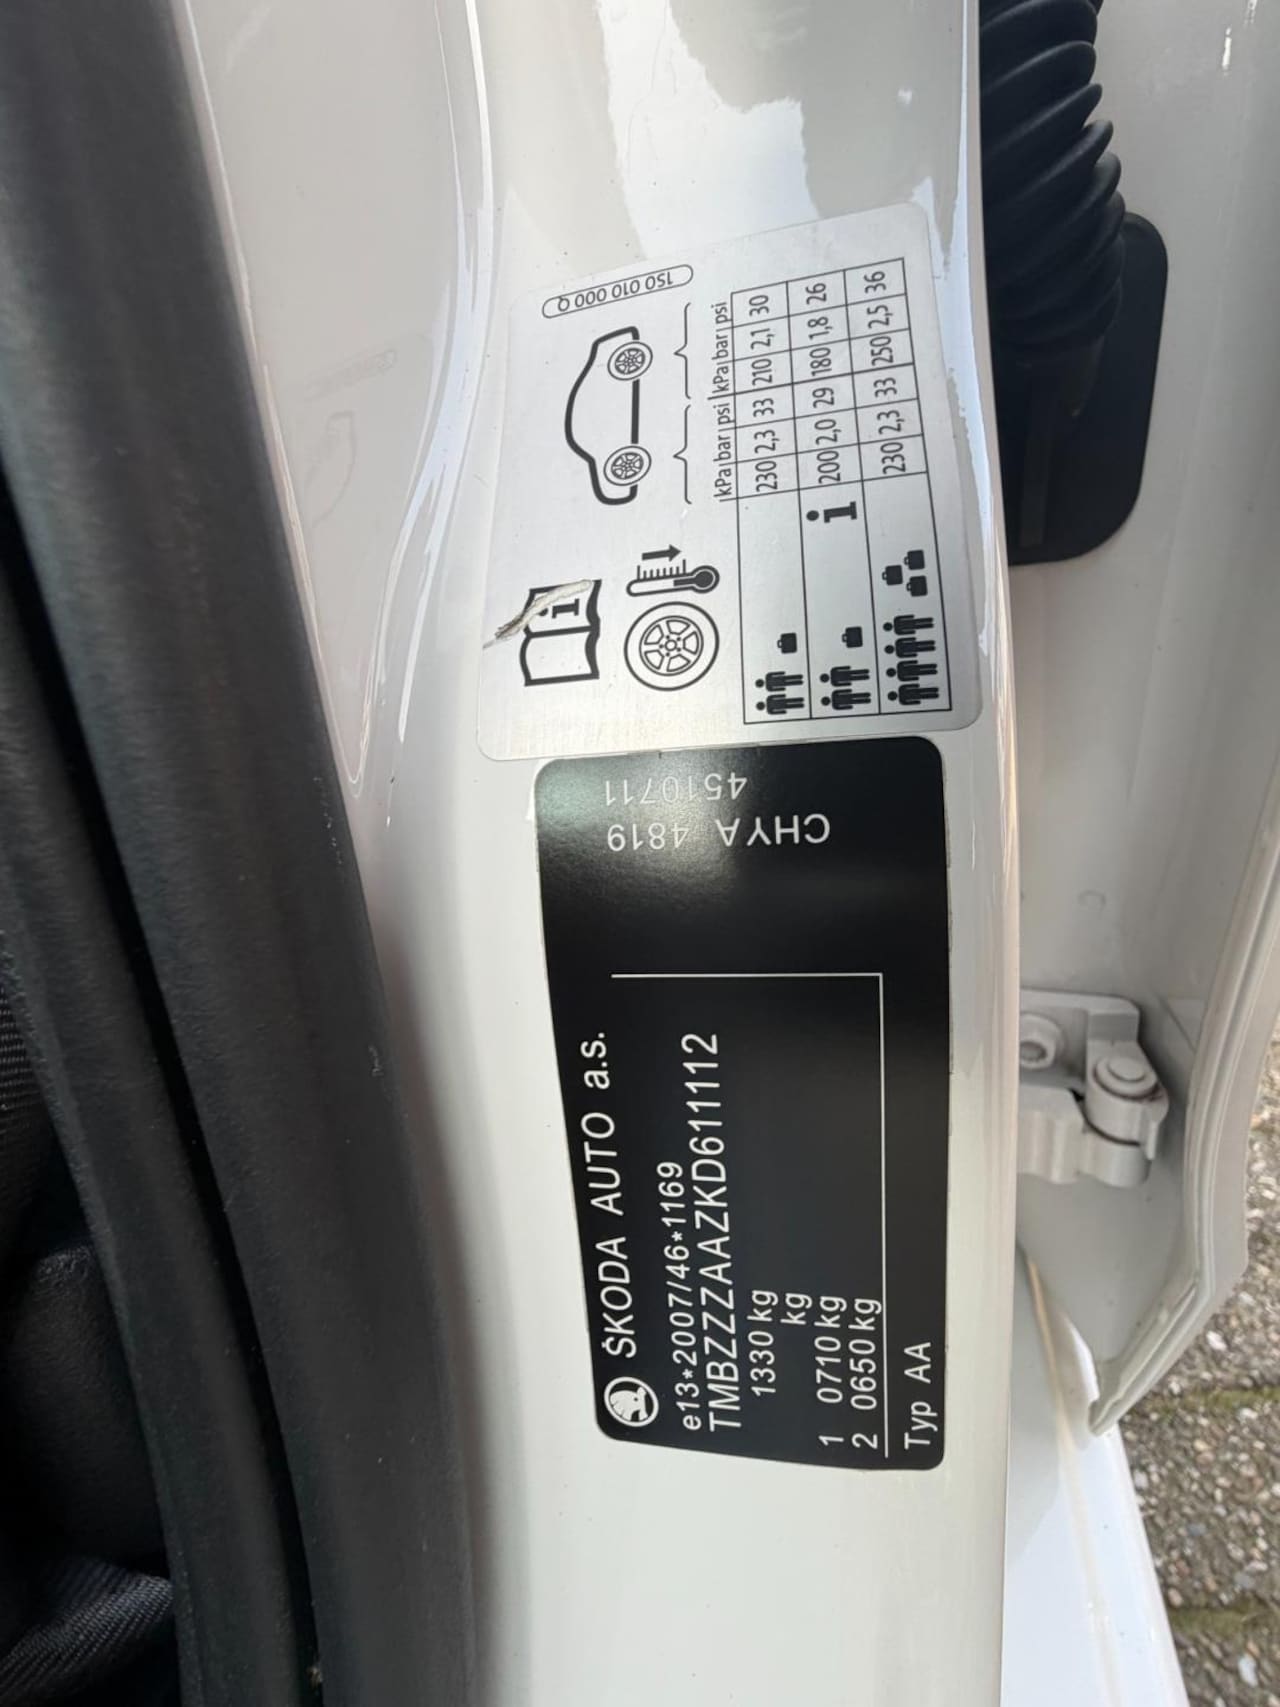 ŠKODA AUTO a.s.
e13*2007/46*1169
TMBZZZAAZKD611112
1330 kg
kg
1 0710 kg
2 0650 kg
Typ AA
CHYA 4819
4510711
1S0 010 000 Q
i
kPa bar psi kPa bar psi
230 2,3 33 210 2,1 30
i 200 2,0 29 180 1,8 26
230 2,3 33 250 2,5 36